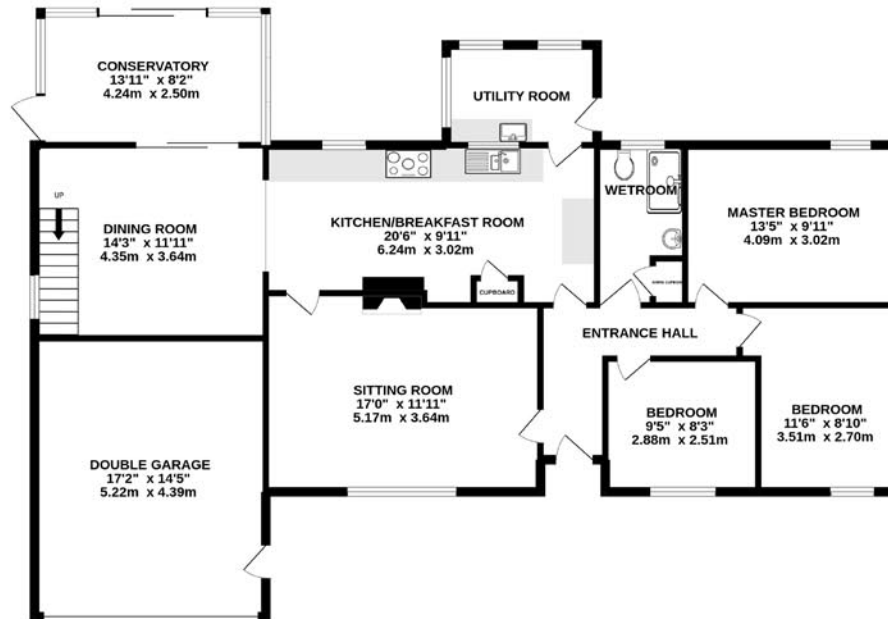 CONSERVATORY
13'11" x 8'2"
4.24m x 2.50m
UTILITY ROOM
UP
DINING ROOM
14'3" x 11'11"
4.35m x 3.64m
KITCHEN/BREAKFAST ROOM
20'6" x 9'11"
6.24m x 3.02m
CUPBOARD
WETROOM
MASTER BEDROOM
13'5" x 9'11"
4.09m x 3.02m
ENTRANCE HALL
SITTING ROOM
17'0" x 11'11"
5.17m x 3.64m
BEDROOM
9'5" x 8'3"
2.88m x 2.51m
BEDROOM
11'6" x 8'10"
3.51m x 2.70m
DOUBLE GARAGE
17'2" x 14'5"
5.22m x 4.39m